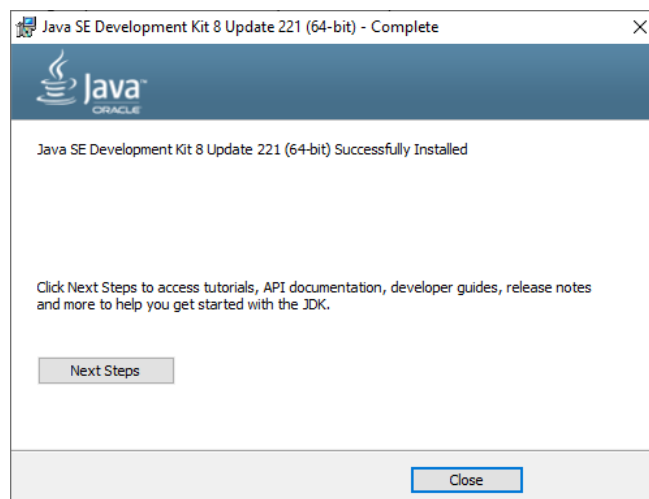 Java SE Development Kit 8 Update 221 (64-bit) - Complete
Java™
ORACLE
Java SE Development Kit 8 Update 221 (64-bit) Successfully Installed
Click Next Steps to access tutorials, API documentation, developer guides, release notes
and more to help you get started with the JDK.
Next Steps
Close